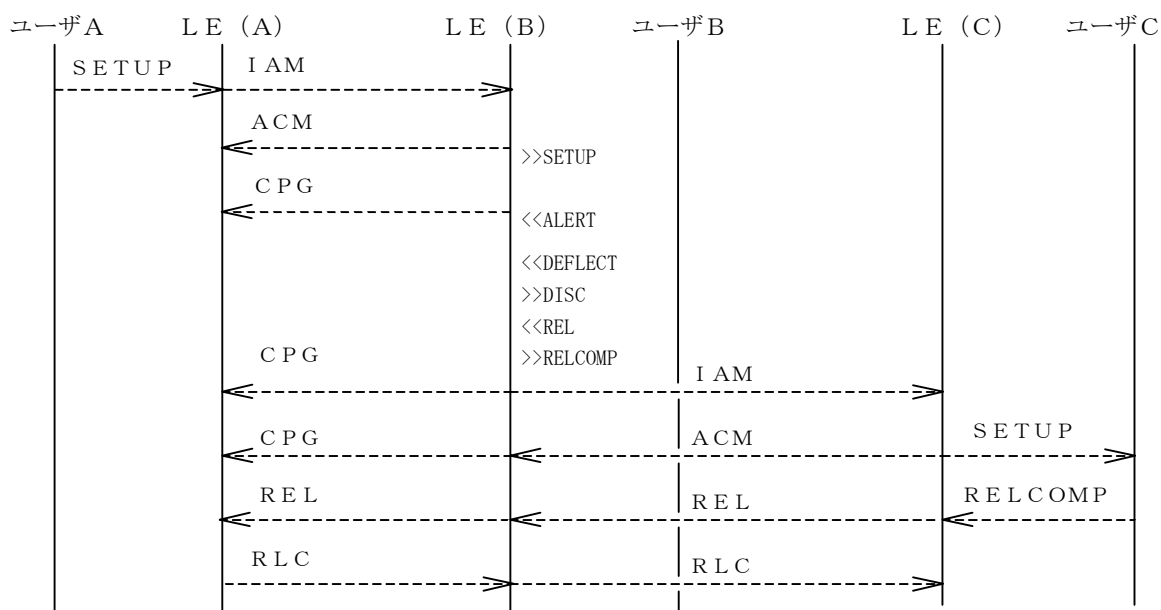 ユーザA ＬＥ（A） ＬＥ（B） ユーザB ＬＥ（C） ユーザC
ＳＥＴＵＰ ＩＡＭ
ＡＣＭ
>>SETUP
ＣＰＧ
<<ALERT
<<DEFLECT
>>DISC
<<REL
ＣＰＧ >>RELCOMP
ＩＡＭ
ＣＰＧ ＡＣＭ ＳＥＴＵＰ
ＲＥＬ ＲＥＬ ＲＥＬＣＯＭＰ
ＲＬＣ ＲＬＣ